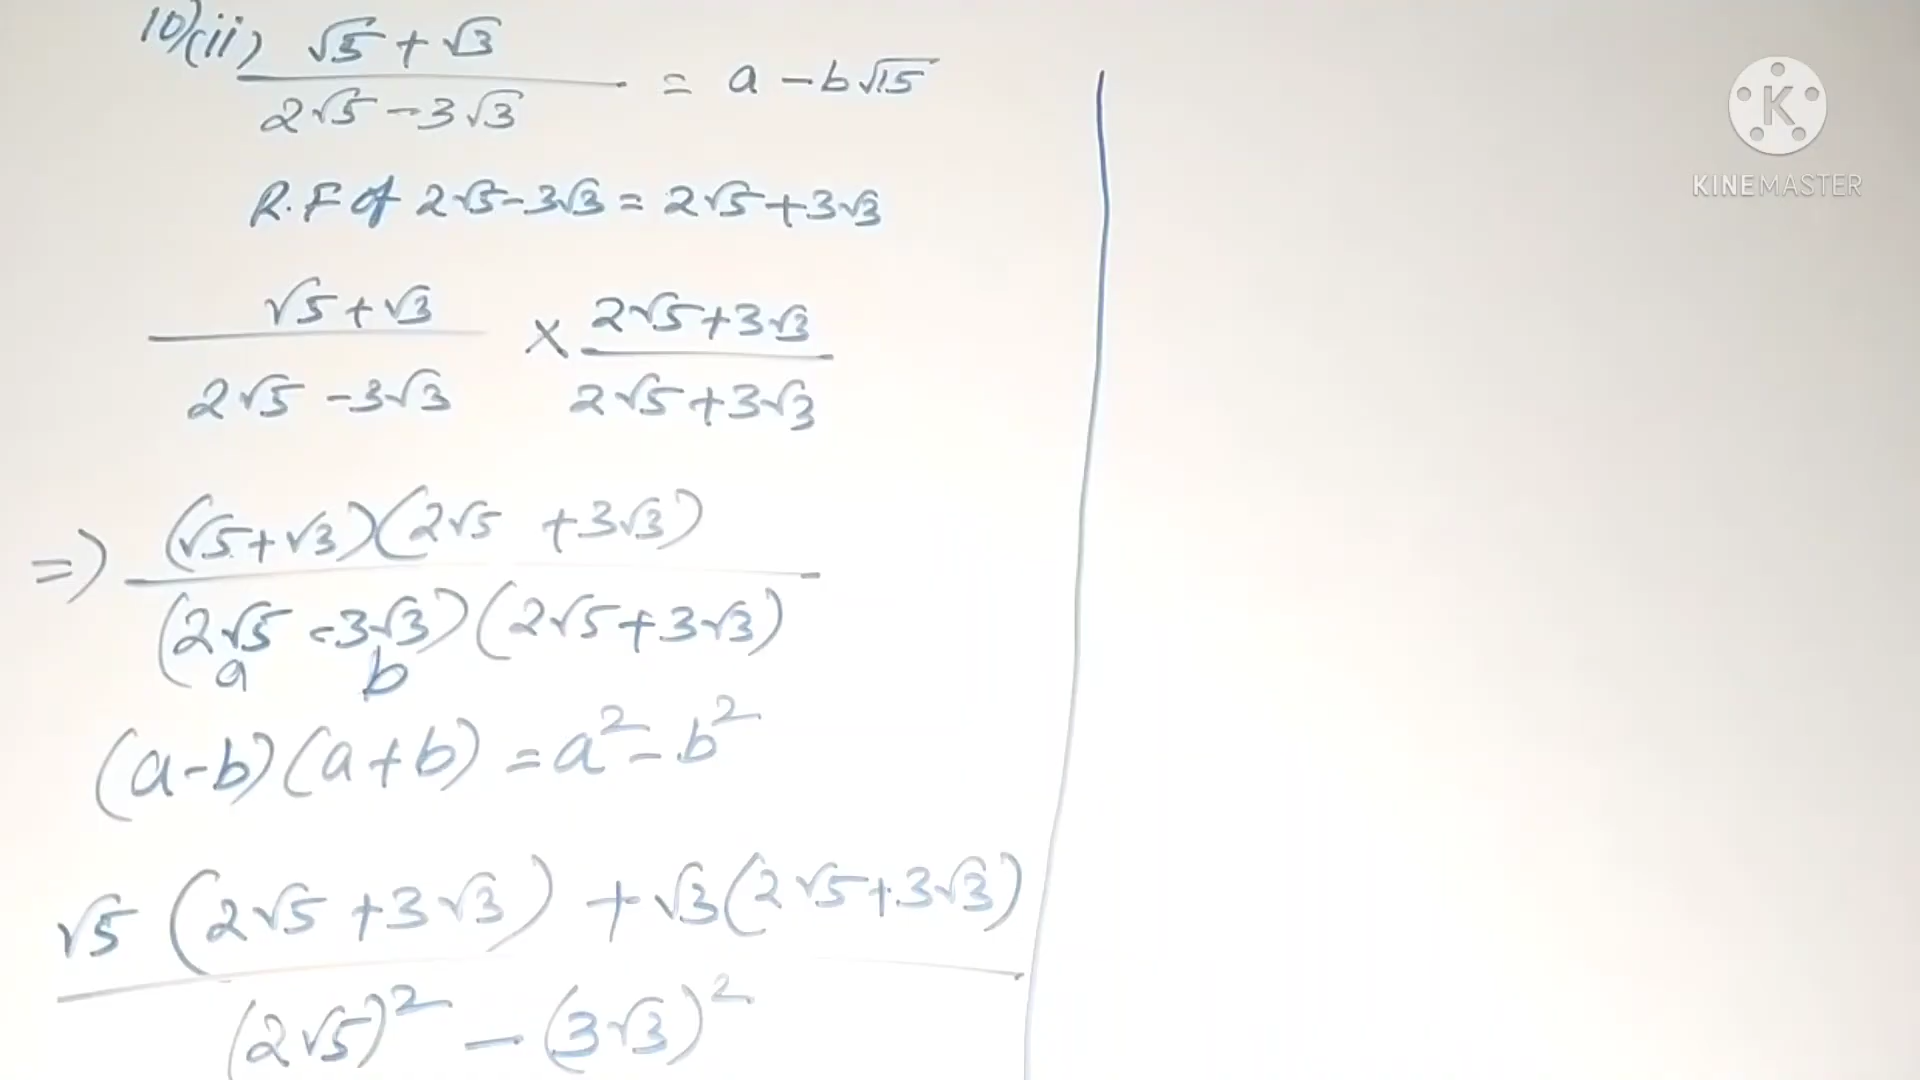 10)(ii) √5 + √3
2√5 - 3√3 = a - b√15
R.F of 2√5-3√3 = 2√5+3√3
√5 + √3 × 2√5+3√3
2√5 -3√3 2√5+3√3
=) (√5+√3)(2√5 +3√3)
(2√5 -3√3)(2√5+3√3)
a b
(a-b)(a+b) = a² - b²
√5 (2√5 +3√3) + √3(2√5+3√3)
(2√5)² - (3√3)²
K
KINEMASTER